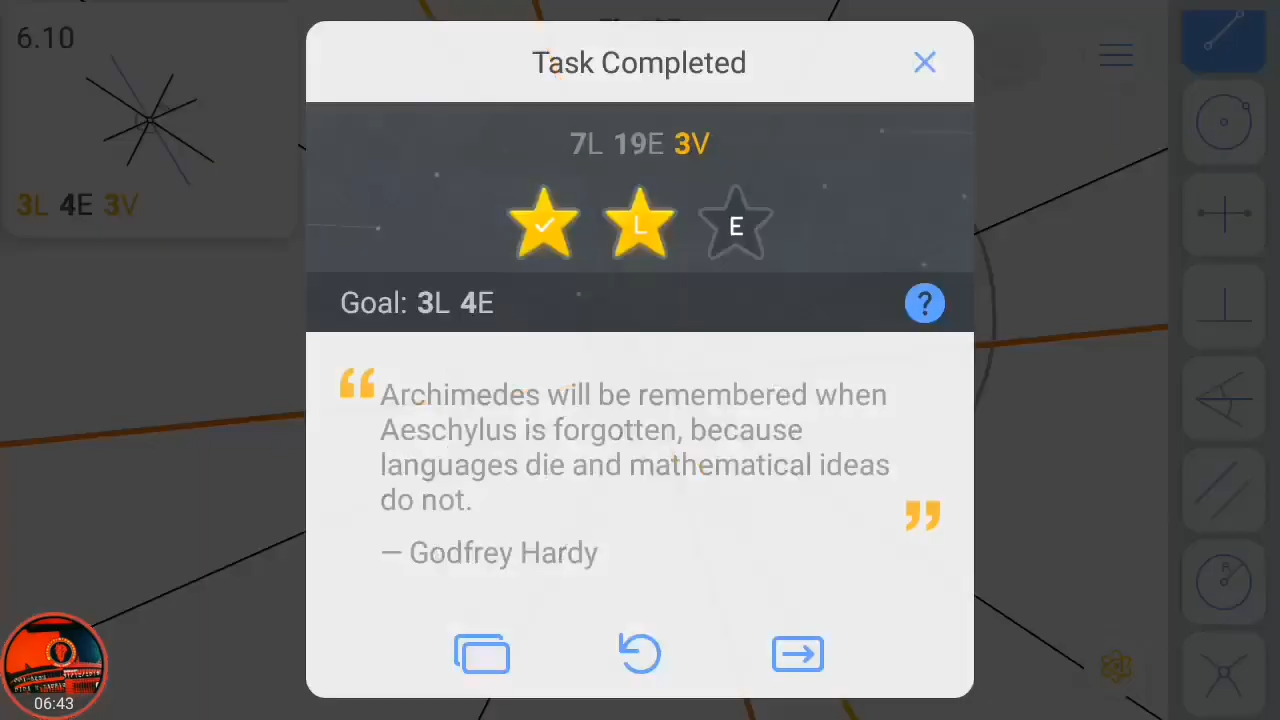 6.10
3L 4E 3V
Task Completed
7L 19E 3V
L
E
Goal: 3L 4E
?
“ Archimedes will be remembered when
Aeschylus is forgotten, because
languages die and mathematical ideas
do not. ”
— Godfrey Hardy
R
06:43